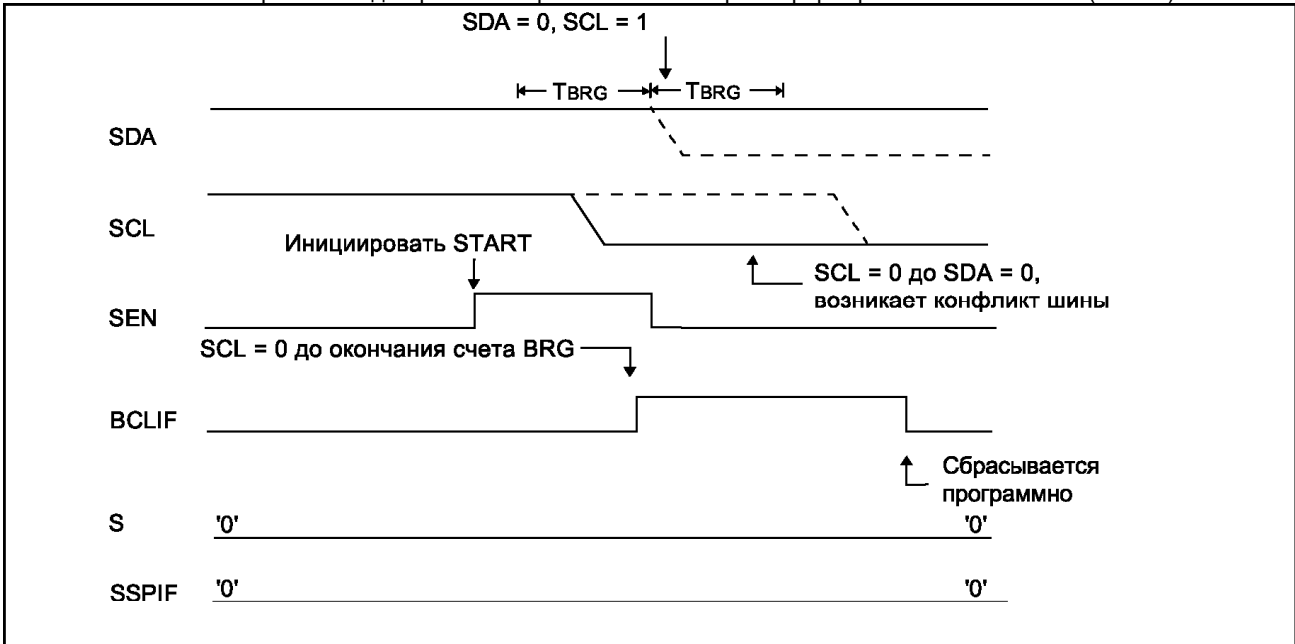 SDA = 0, SCL = 1
TBRG TBRG
SDA
SCL
Инициировать START
SCL = 0 до SDA = 0,
возникает конфликт шины
SEN
SCL = 0 до окончания счета BRG
BCLIF
Сбрасывается
программно
S '0' '0'
SSPIF '0' '0'